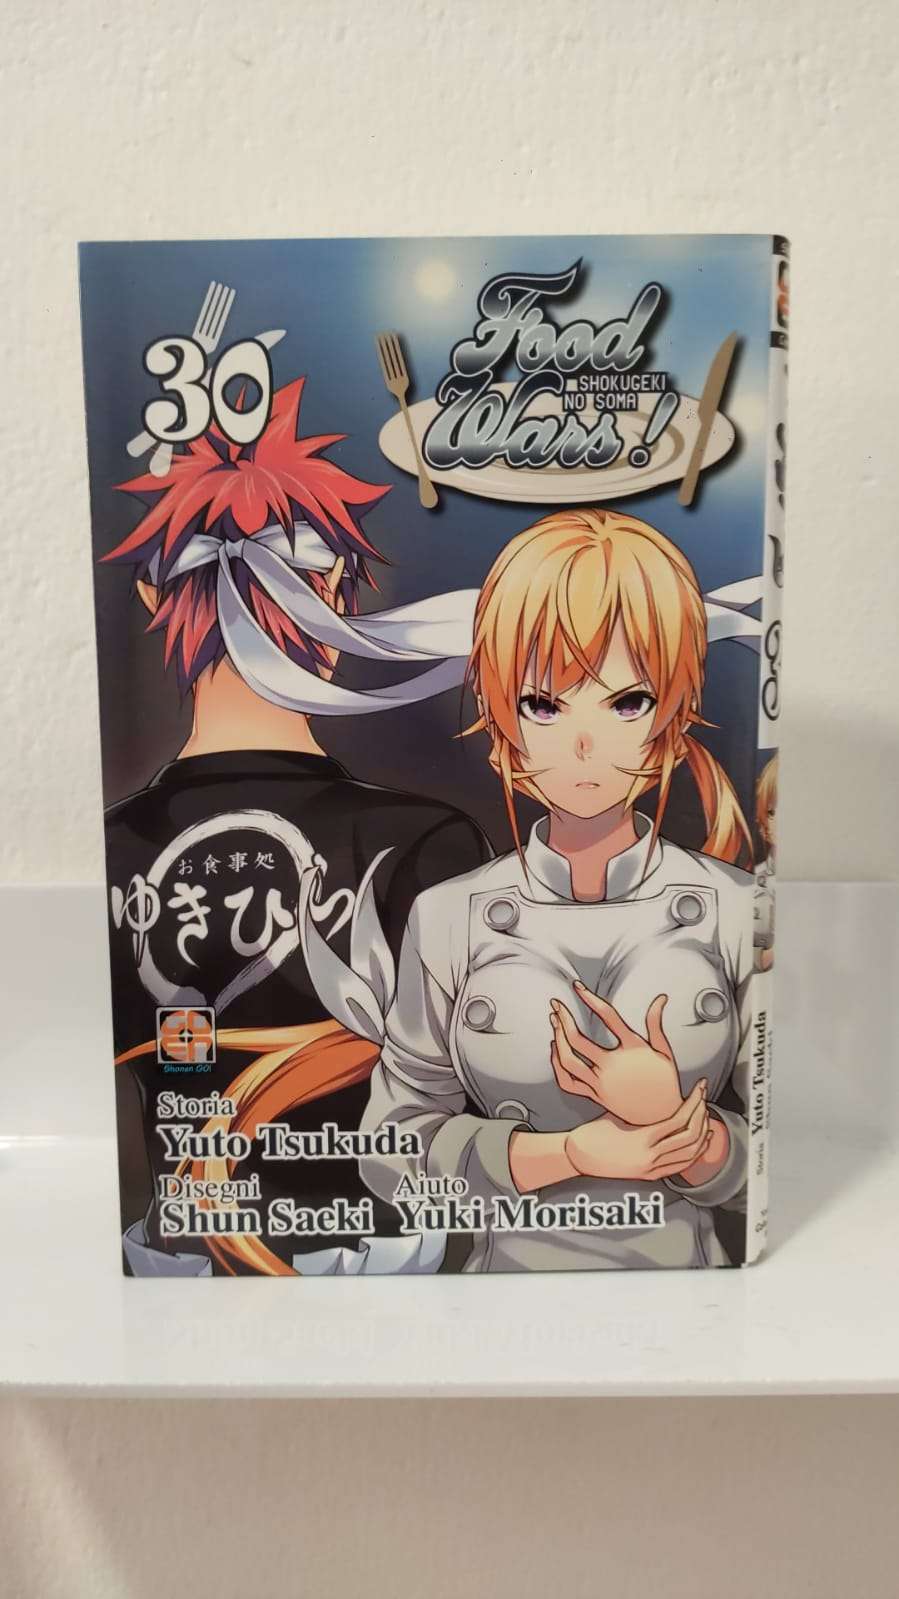 30
Food
SHOKUGEKI
NO SOMA
Wars!
お食事処
ゆきひら
GOEN
Shonen GO!
Storia
Yuto Tsukuda
Disegni Aiuto
Shun Saeki Yuki Morisaki
Storia Yuto Tsukuda